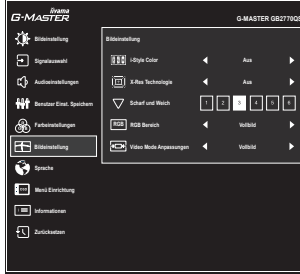 iiyama
G-MASTER
G-MASTER GB2770QS
Bildeinstellung
Bildeinstellung
Signalauswahl
i-Style Color
Aus
Audioeinstellungen
X-Res Technologie
Aus
Benutzer Einst. Speichern
Scharf und Weich
1 2 3 4 5 6
Farbeinstellungen
RGB
RGB Bereich
Vollbild
Bildeinstellung
Video Mode Anpassungen
Vollbild
Sprache
Menü Einrichtung
Informationen
Zurücksetzen